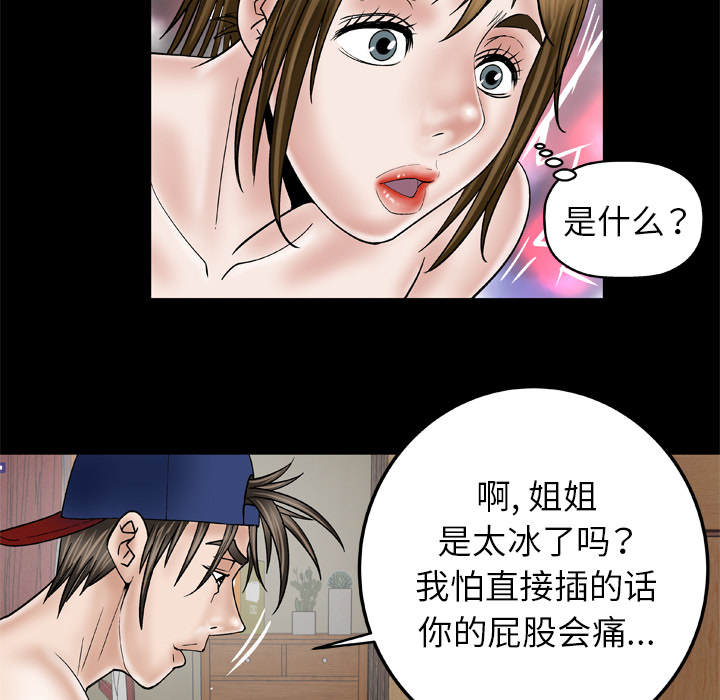 是什么？
啊, 姐姐
是太冰了吗？
我怕直接插的话
你的屁股会痛...